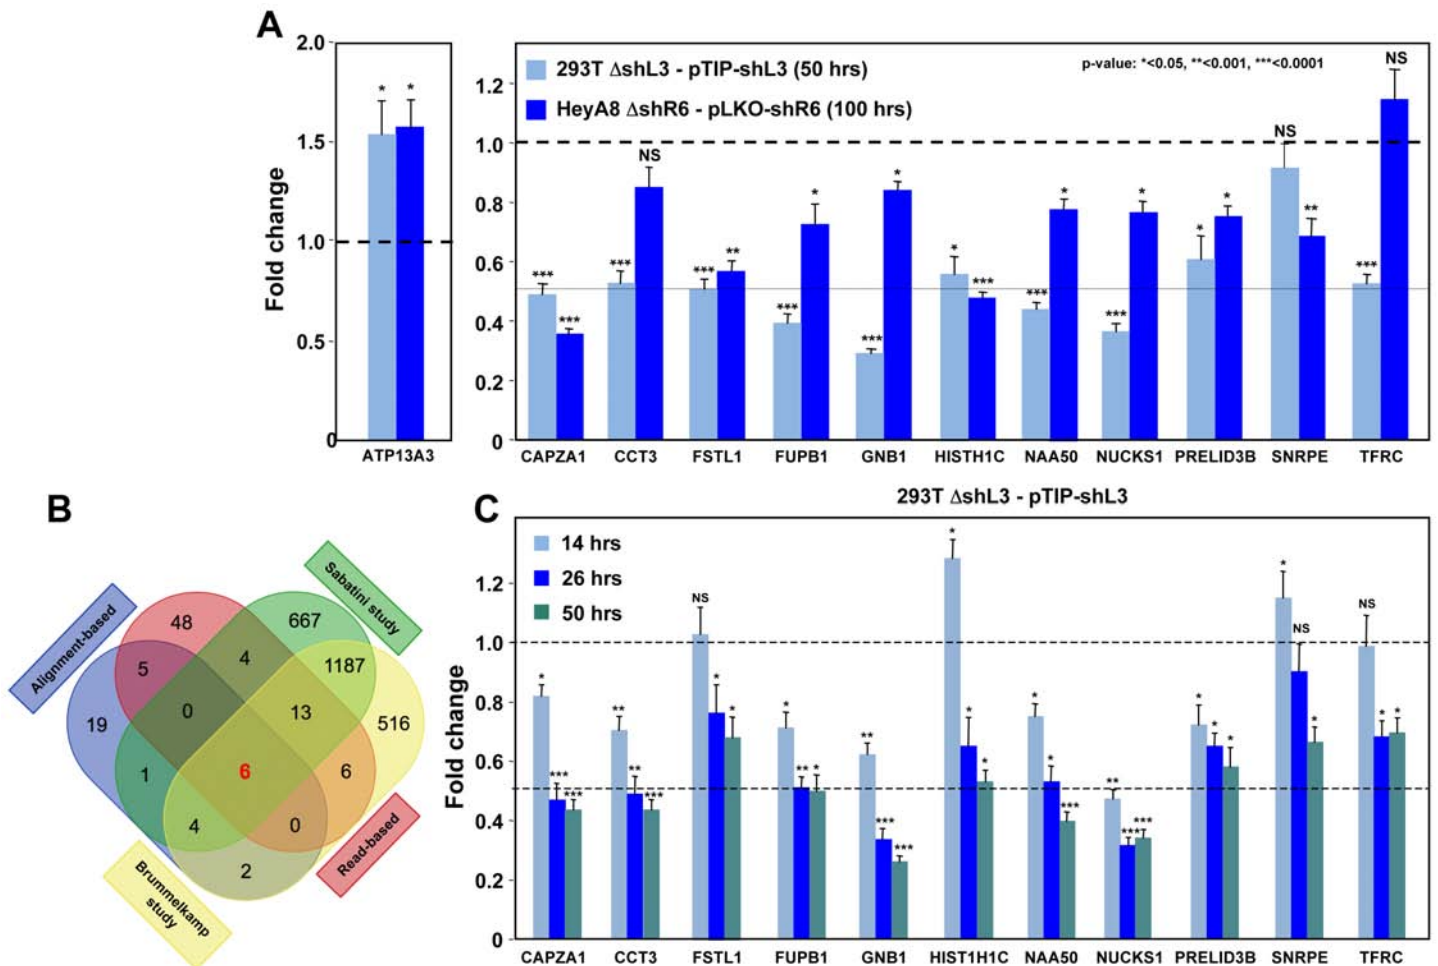 A
2.0
1.5
1.0
0.5
0
Fold change
* *
ATP13A3
293T ΔshL3 - pTIP-shL3 (50 hrs)
HeyA8 ΔshR6 - pLKO-shR6 (100 hrs)
p-value: *<0.05, **<0.001, ***<0.0001
1.2
1.0
0.8
0.6
0.4
0.2
0
*** ***
*** NS
*** **
*** *
*** *
* ***
*** *
*** *
* *
NS **
*** NS
CAPZA1 CCT3 FSTL1 FUPB1 GNB1 HISTH1C NAA50 NUCKS1 PRELID3B SNRPE TFRC
B
Alignment-based
Sabatini study
Brummelkamp
study
Read-based
48 667
5 4 1187
19 0 13 516
1 6 6
4 0
2
C
293T ΔshL3 - pTIP-shL3
14 hrs
26 hrs
50 hrs
Fold change
1.2
1.0
0.8
0.6
0.4
0.2
0
* *** ***
** ** ***
NS * *
* ** *
** *** ***
* * *
* * ***
** *** ***
* * *
* NS *
NS * *
CAPZA1 CCT3 FSTL1 FUPB1 GNB1 HIST1H1C NAA50 NUCKS1 PRELID3B SNRPE TFRC